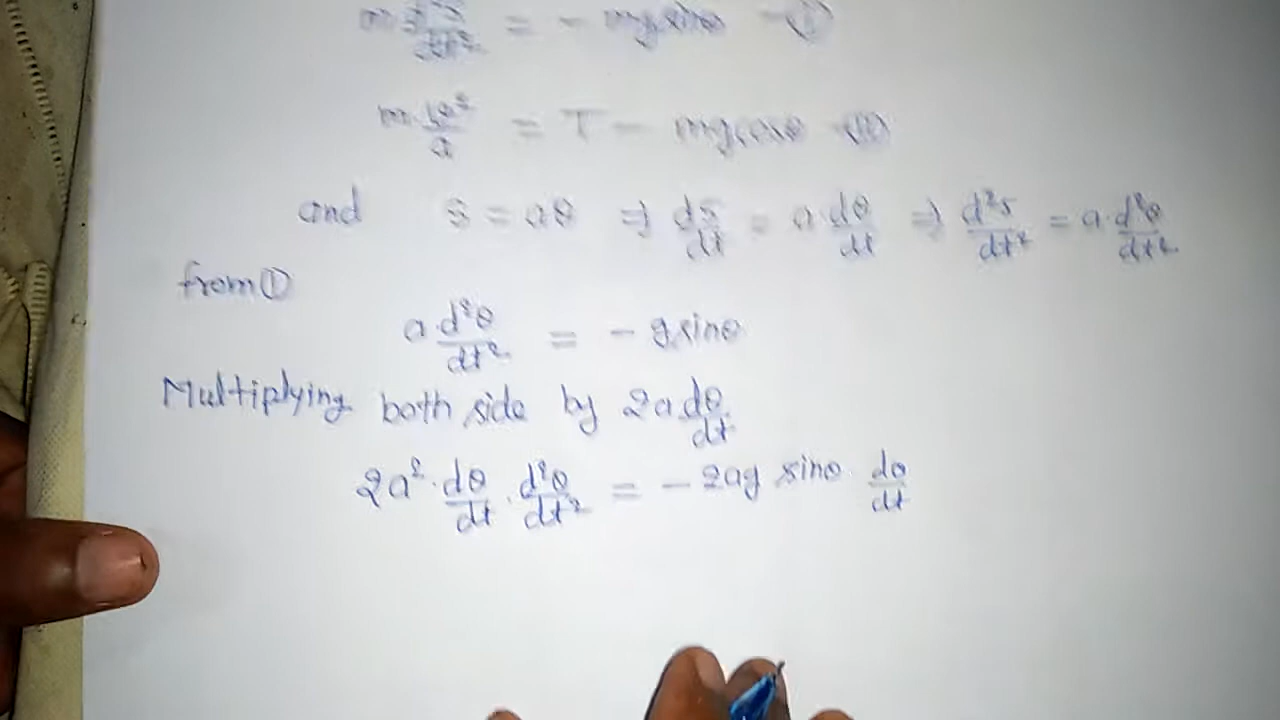 m d²s/dt² = - mg sinθ -(I)
m. v²/a = T - mg cosθ -(II)
and s = aθ ⇒ ds/dt = a dθ/dt ⇒ d²s/dt² = a. d²θ/dt²
from (I)
a. d²θ/dt² = - g sinθ
Multiplying both side by 2a dθ/dt.
2a². dθ/dt . d²θ/dt² = - 2ag sinθ. dθ/dt